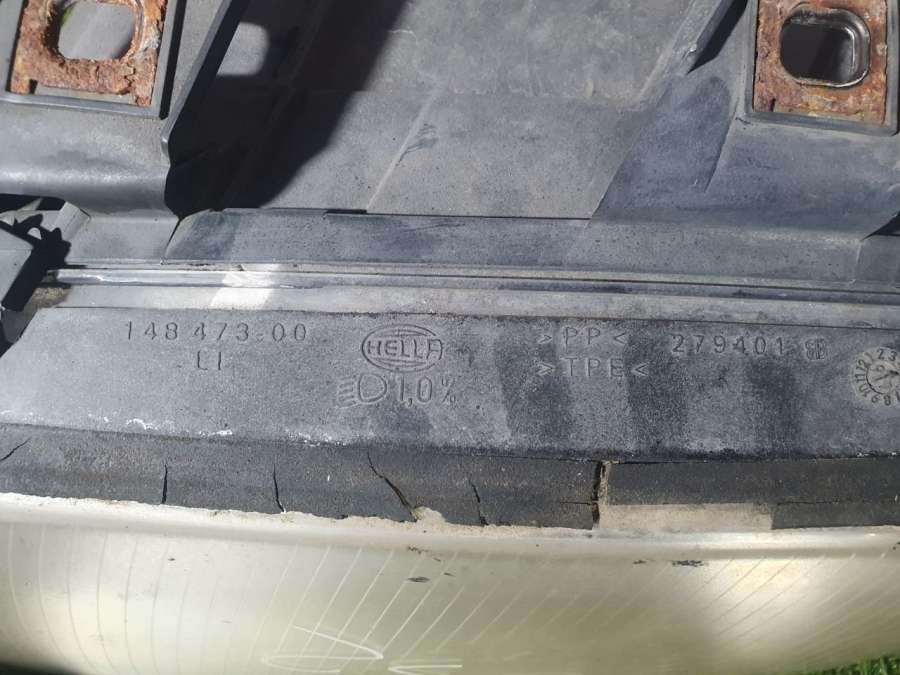 148 473-00
LI
HELLA
1,0%
>PP<
>TPE<
279401